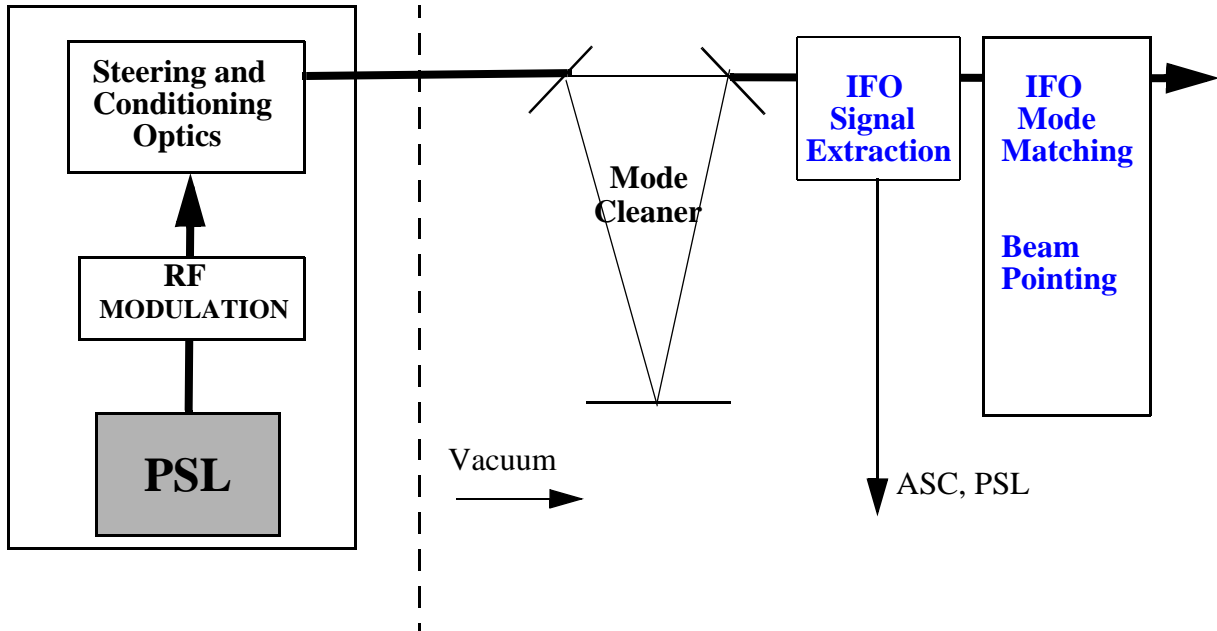 Steering and
Conditioning
Optics
RF
MODULATION
PSL
Vacuum
Mode
Cleaner
IFO
Signal
Extraction
ASC, PSL
IFO
Mode
Matching
Beam
Pointing